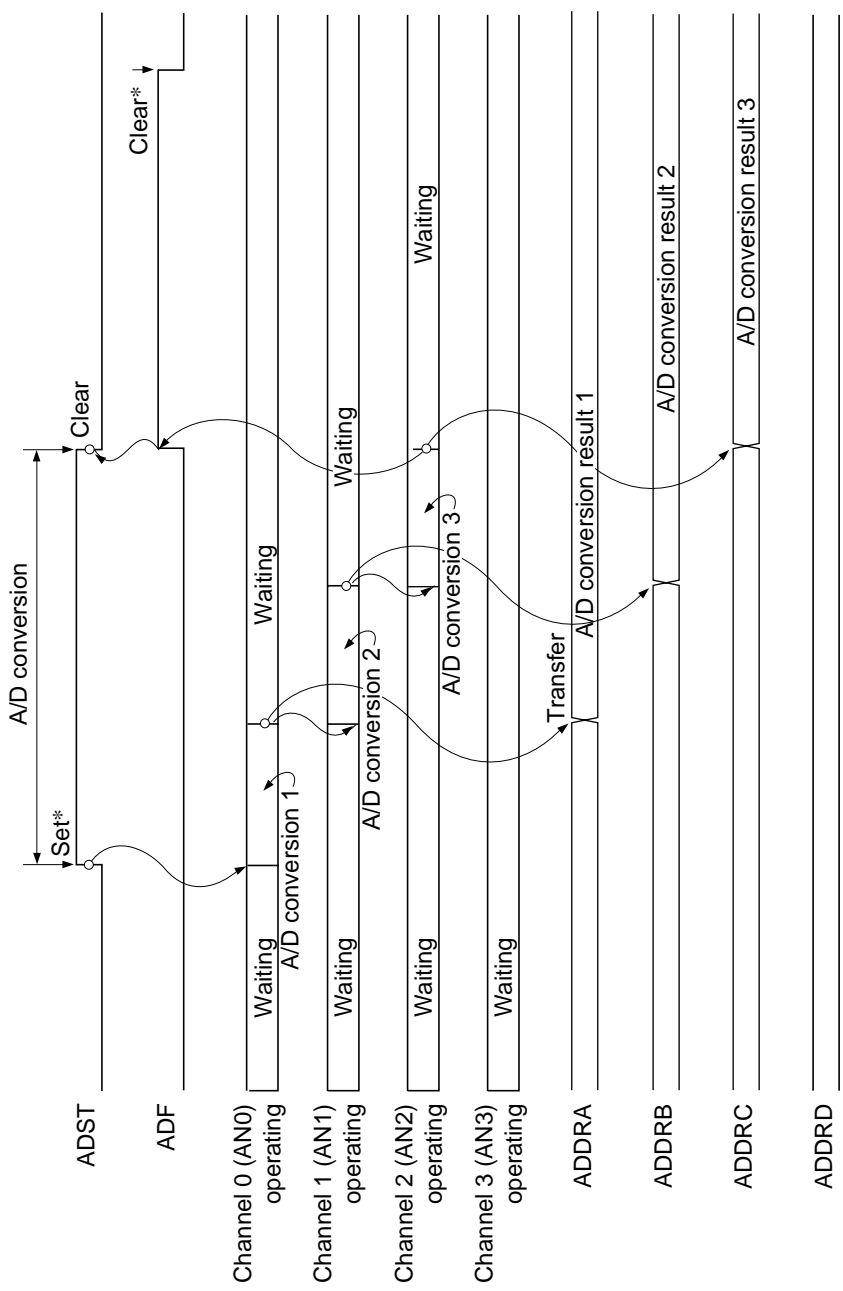 A/D conversion
Set*
Clear
ADST
Clear*
ADF
Channel 0 (AN0)
operating
Waiting
A/D conversion 1
Waiting
Channel 1 (AN1)
operating
Waiting
A/D conversion 2
Waiting
Channel 2 (AN2)
operating
Waiting
A/D conversion 3
Waiting
Channel 3 (AN3)
operating
Waiting
Transfer
ADDRA
A/D conversion result 1
ADDRB
A/D conversion result 2
ADDRC
A/D conversion result 3
ADDRD